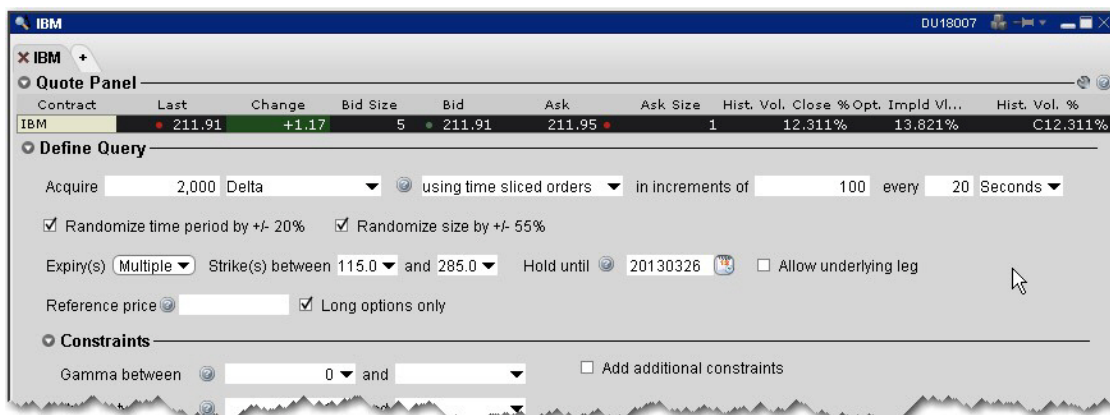 IBM DU18007
IBM +
Quote Panel
Contract Last Change Bid Size Bid Ask Ask Size Hist. Vol. Close % Opt. Impld Vl... Hist. Vol. %
IBM 211.91 +1.17 5 211.91 211.95 1 12.311% 13.821% C12.311%
Define Query
Acquire 2,000 Delta using time sliced orders in increments of 100 every 20 Seconds
Randomize time period by +/- 20% Randomize size by +/- 55%
Expiry(s) Multiple Strike(s) between 115.0 and 285.0 Hold until 20130326 Allow underlying leg
Reference price Long options only
Constraints
Gamma between 0 and Add additional constraints